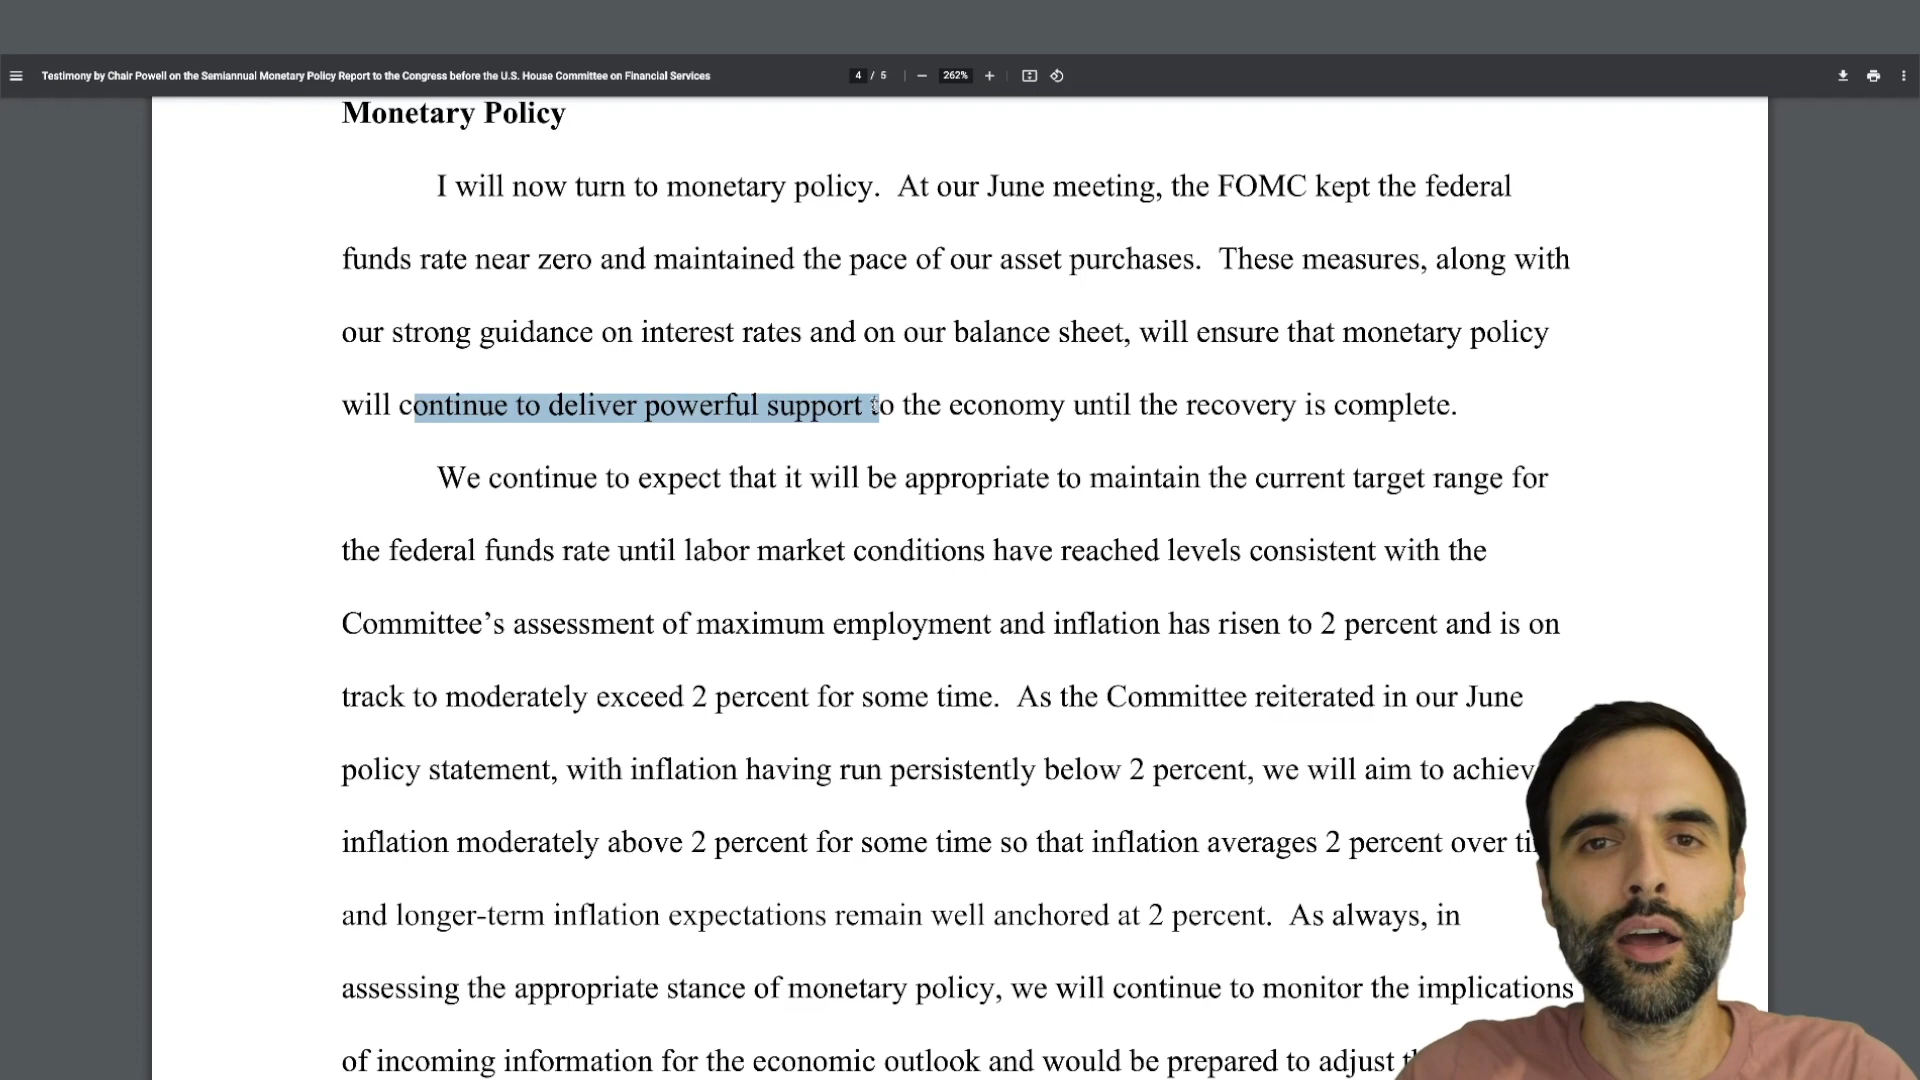 Testimony by Chair Powell on the Semiannual Monetary Policy Report to the Congress before the U.S. House Committee on Financial Services
4 / 5
262%
Monetary Policy
I will now turn to monetary policy. At our June meeting, the FOMC kept the federal
funds rate near zero and maintained the pace of our asset purchases. These measures, along with
our strong guidance on interest rates and on our balance sheet, will ensure that monetary policy
will continue to deliver powerful support to the economy until the recovery is complete.
We continue to expect that it will be appropriate to maintain the current target range for
the federal funds rate until labor market conditions have reached levels consistent with the
Committee’s assessment of maximum employment and inflation has risen to 2 percent and is on
track to moderately exceed 2 percent for some time. As the Committee reiterated in our June
policy statement, with inflation having run persistently below 2 percent, we will aim to achiev
inflation moderately above 2 percent for some time so that inflation averages 2 percent over
and longer-term inflation expectations remain well anchored at 2 percent. As always, in
assessing the appropriate stance of monetary policy, we will continue to monitor the implications
of incoming information for the economic outlook and would be prepared to adjust